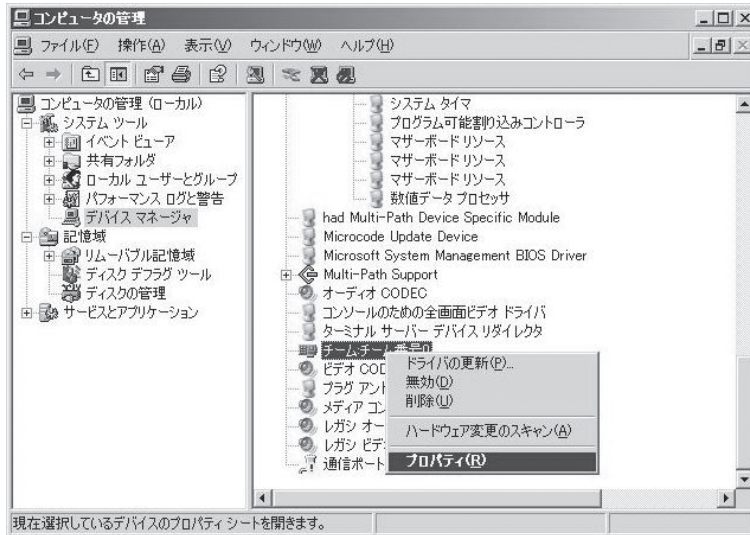 コンピュータの管理
ファイル(F) 操作(A) 表示(V) ウィンドウ(W) ヘルプ(H)
コンピュータの管理 (ローカル)
システム ツール
イベント ビューア
共有フォルダ
ローカル ユーザーとグループ
パフォーマンス ログと警告
デバイス マネージャ
記憶域
リムーバブル記憶域
ディスク デフラグ ツール
ディスクの管理
サービスとアプリケーション
システム タイマ
プログラム可能割り込みコントローラ
マザーボード リソース
マザーボード リソース
マザーボード リソース
数値データ プロセッサ
had Multi-Path Device Specific Module
Microcode Update Device
Microsoft System Management BIOS Driver
Multi-Path Support
オーディオ CODEC
コンソールのための全画面ビデオ ドライバ
ターミナル サーバー デバイス リダイレクタ
チーム:チーム番号0
ビデオ COD
プラグ アント
メディア コン
レガシ オー
レガシ ビデ
通信ポート
ドライバの更新(P)...
無効(D)
削除(U)
ハードウェア変更のスキャン(A)
プロパティ(R)
現在選択しているデバイスのプロパティ シートを開きます。